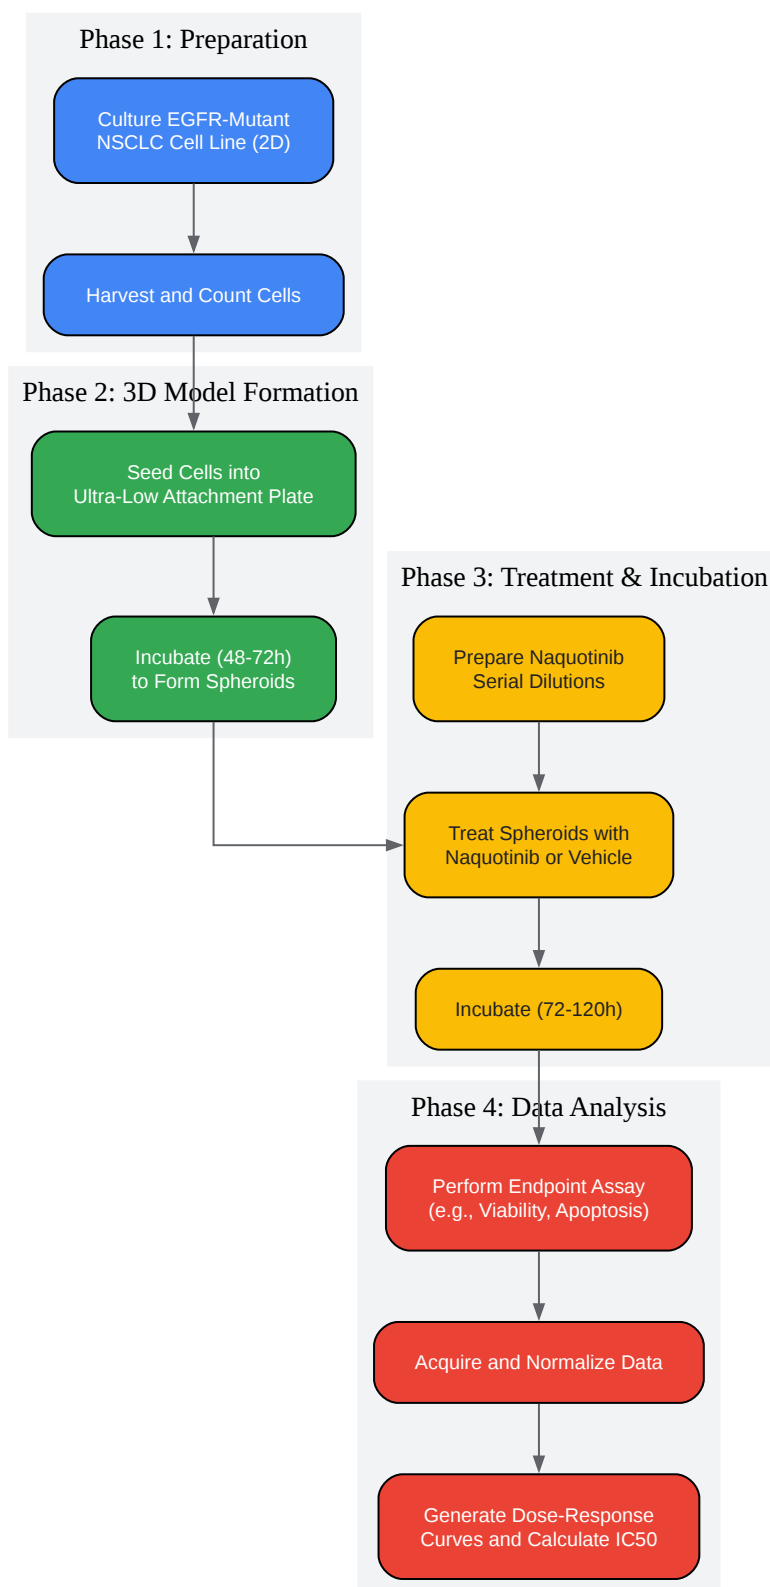 Phase 1: Preparation
Culture EGFR-Mutant
NSCLC Cell Line (2D)
Harvest and Count Cells
Phase 2: 3D Model Formation
Seed Cells into
Ultra-Low Attachment Plate
Incubate (48-72h)
to Form Spheroids
Phase 3: Treatment & Incubation
Prepare Naquotinib
Serial Dilutions
Treat Spheroids with
Naquotinib or Vehicle
Incubate (72-120h)
Phase 4: Data Analysis
Perform Endpoint Assay
(e.g., Viability, Apoptosis)
Acquire and Normalize Data
Generate Dose-Response
Curves and Calculate IC50